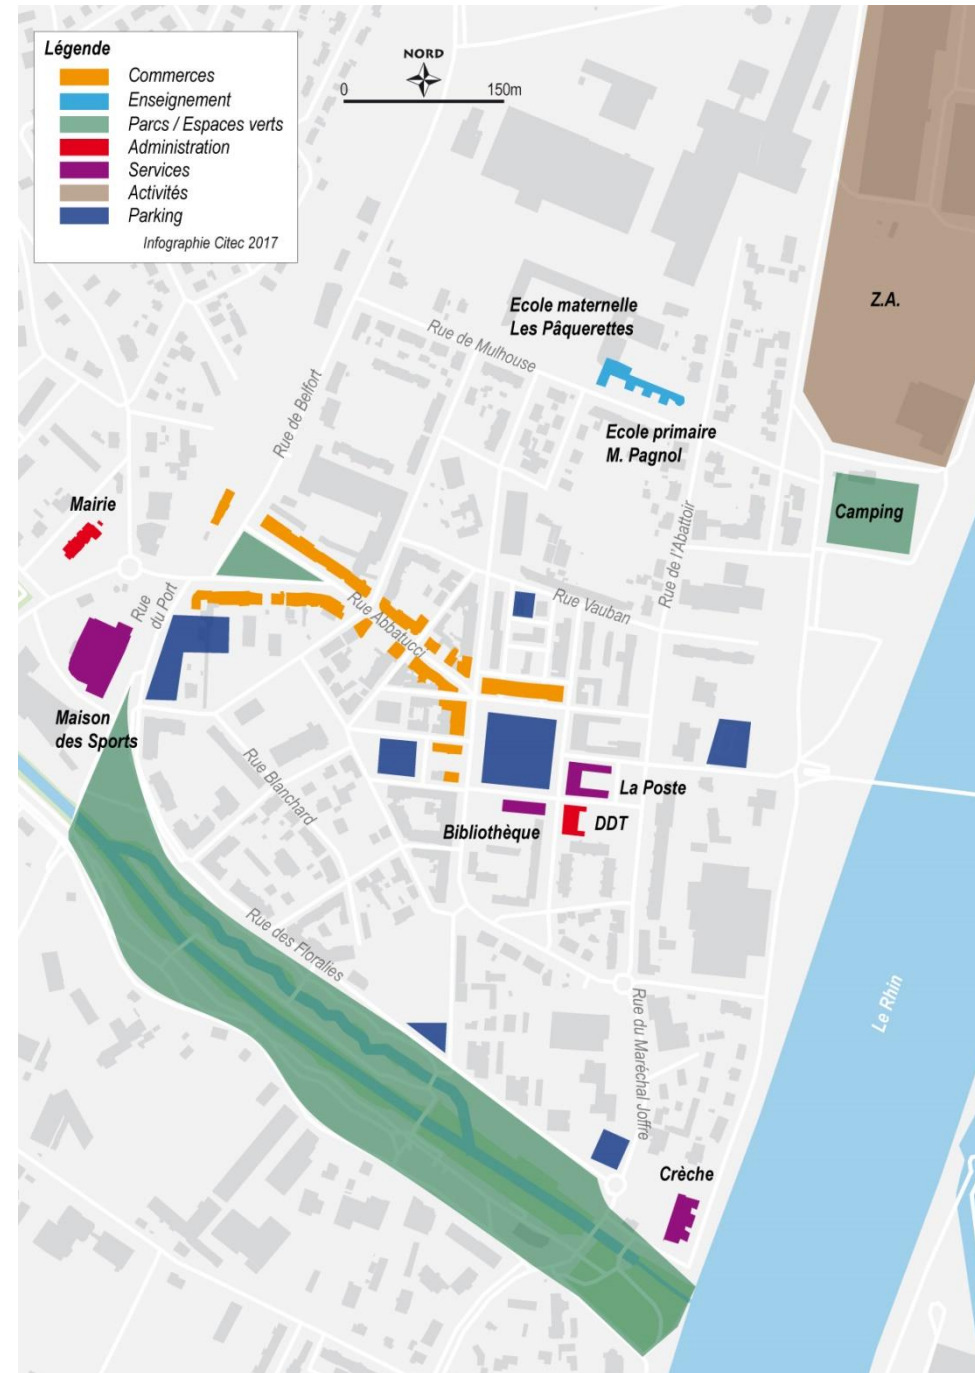 Légende
Commerces
Enseignement
Parcs / Espaces verts
Administration
Services
Activités
Parking
Infographie Citec 2017
NORD
0 150m
Z.A.
Ecole maternelle
Les Pâquerettes
Rue de Mulhouse
Rue de Belfort
Ecole primaire
M. Pagnol
Mairie
Camping
Rue de l'Abattoir
Rue
du Port
Rue Abbatucci
Rue Vauban
Maison
des Sports
Rue Blanchard
La Poste
Bibliothèque
DDT
Rue des Floralies
Le Rhin
Rue du Maréchal Joffre
Crèche